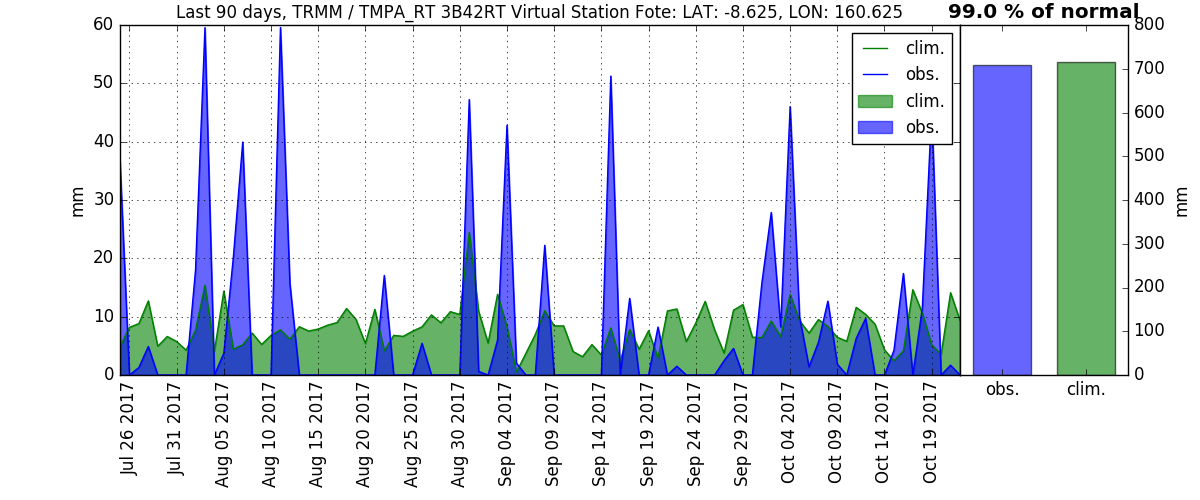 Last 90 days, TRMM / TMPA_RT 3B42RT Virtual Station Fote: LAT: -8.625, LON: 160.625
99.0 % of normal
60
50
40
30
20
10
0
mm
clim.
obs.
clim.
obs.
800
700
600
500
400
300
200
100
0
mm
obs.
clim.
Jul 26 2017
Jul 31 2017
Aug 05 2017
Aug 10 2017
Aug 15 2017
Aug 20 2017
Aug 25 2017
Aug 30 2017
Sep 04 2017
Sep 09 2017
Sep 14 2017
Sep 19 2017
Sep 24 2017
Sep 29 2017
Oct 04 2017
Oct 09 2017
Oct 14 2017
Oct 19 2017